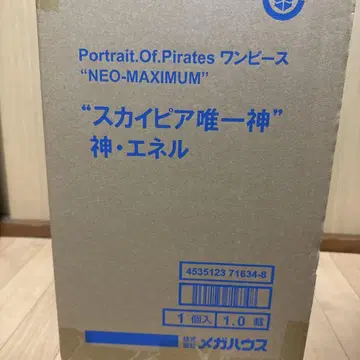 Portrait.Of.Pirates ワンピース
“NEO-MAXIMUM”
“スカイピア唯一神”
神・エネル
4535123 71634-8
1個入 1.0 載
株式会社 メガハウス